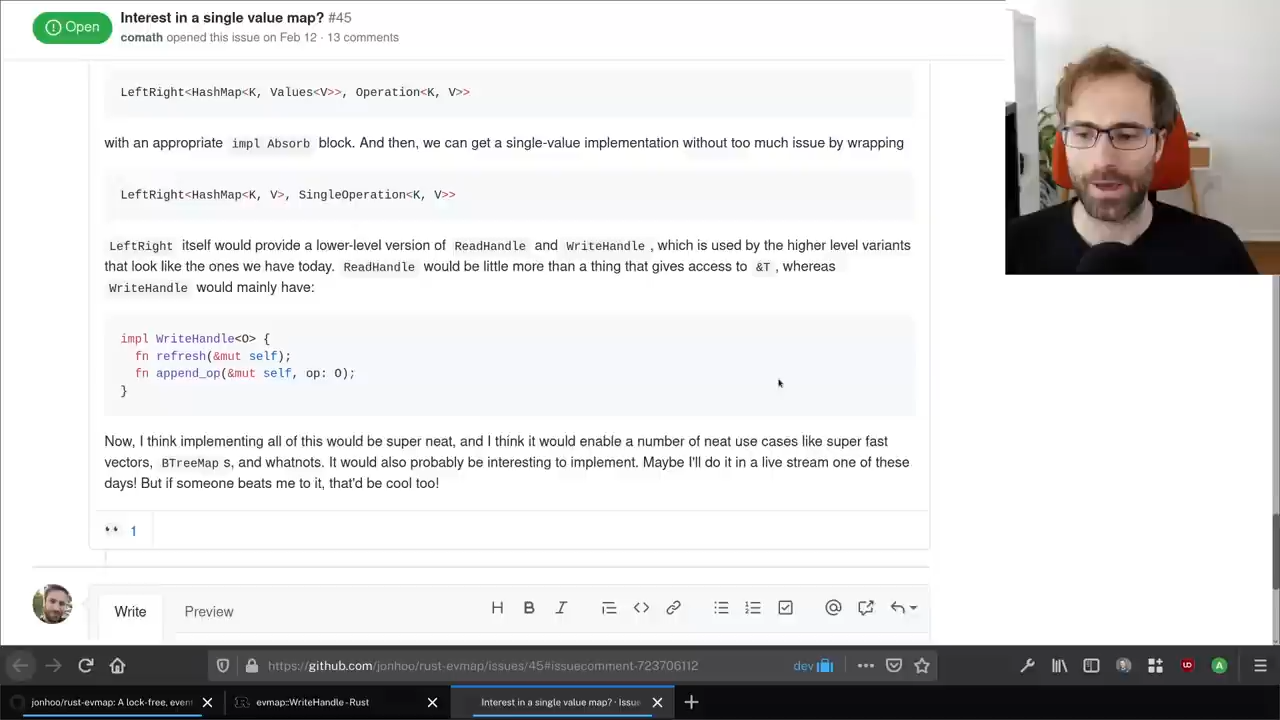 Open
Interest in a single value map? #45
comath opened this issue on Feb 12 · 13 comments
LeftRight<HashMap<K, Values<V>>, Operation<K, V>>
with an appropriate impl Absorb block. And then, we can get a single-value implementation without too much issue by wrapping
LeftRight<HashMap<K, V>, SingleOperation<K, V>>
LeftRight itself would provide a lower-level version of ReadHandle and WriteHandle, which is used by the higher level variants
that look like the ones we have today. ReadHandle would be little more than a thing that gives access to &T, whereas
WriteHandle would mainly have:
impl WriteHandle<O> {
fn refresh(&mut self);
fn append_op(&mut self, op: O);
}
Now, I think implementing all of this would be super neat, and I think it would enable a number of neat use cases like super fast
vectors, BTreeMap s, and whatnots. It would also probably be interesting to implement. Maybe I'll do it in a live stream one of these
days! But if someone beats me to it, that'd be cool too!
1
Write Preview
https://github.com/jonhoo/rust-evmap/issues/45#issuecomment-723706112 dev
jonhoo/rust-evmap: A lock-free, even evmap::WriteHandle - Rust Interest in a single value map? · Issue